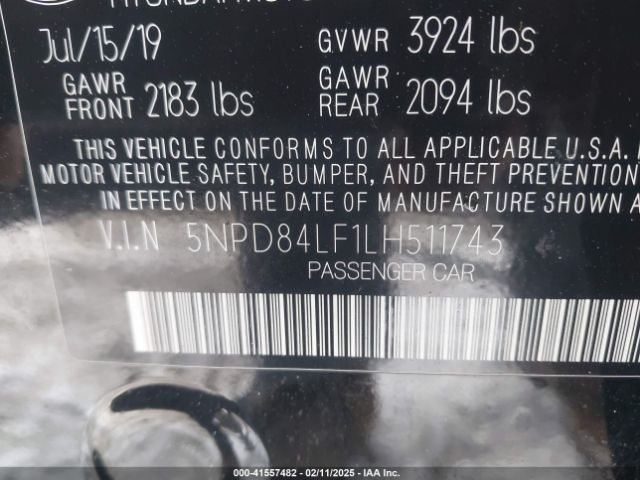 HYUNDAI MOTO
Jul/15/19 GVWR 3924 lbs
GAWR FRONT 2183 lbs GAWR REAR 2094 lbs
THIS VEHICLE CONFORMS TO ALL APPLICABLE U.S.A.
MOTOR VEHICLE SAFETY, BUMPER, AND THEFT PREVENTION
IN EFFECT ON THE DATE OF MANUFACTURE SHOWN
V.I.N 5NPD84LF1LH511743
PASSENGER CAR
000-41557482 - 02/11/2025 - IAA Inc.